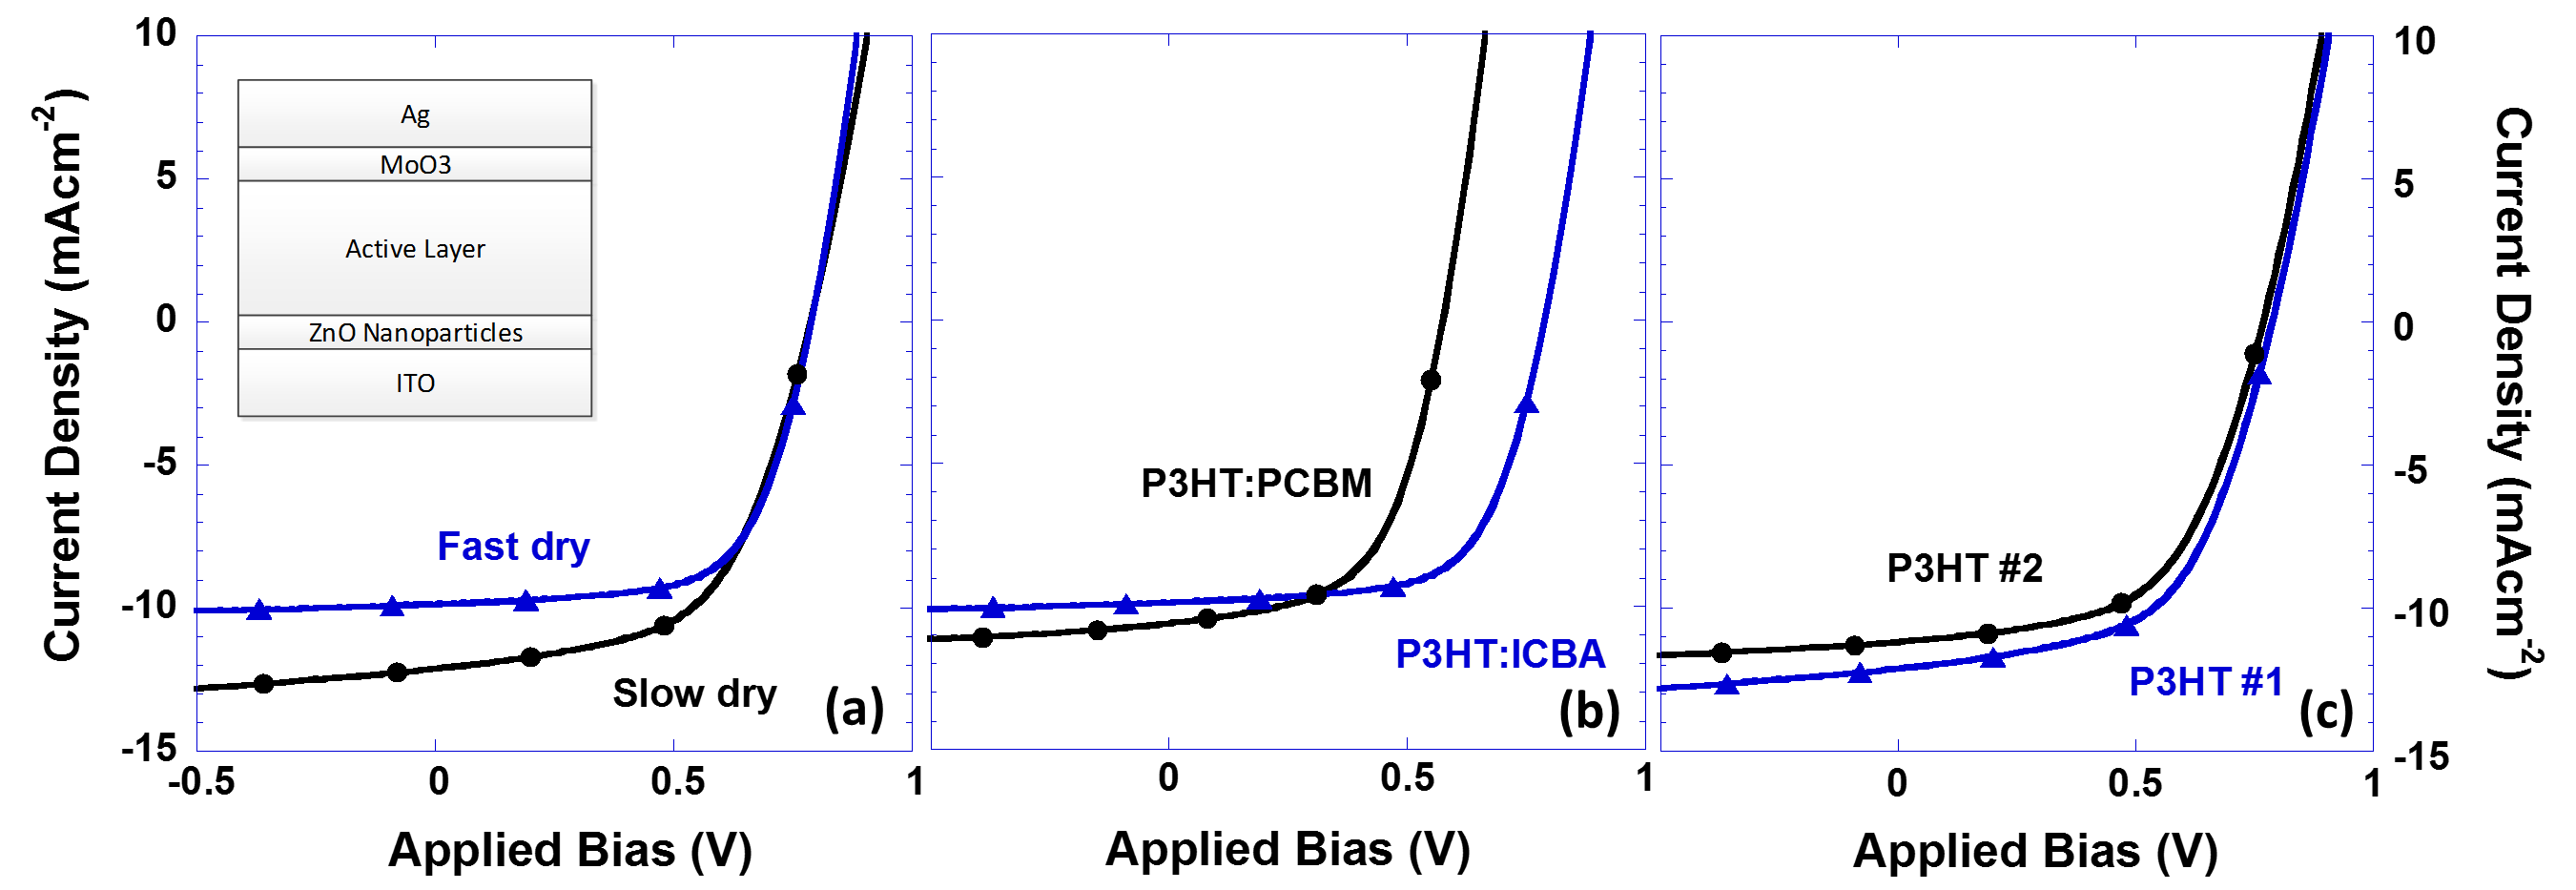 Current Density (mAcm-2)
10
5
0
-5
-10
-15
Ag
MoO3
Active Layer
ZnO Nanoparticles
ITO
Fast dry
Slow dry
(a)
-0.5 0 0.5 1
Applied Bias (V)
P3HT:PCBM
P3HT:ICBA
(b)
0 0.5 1
Applied Bias (V)
P3HT #2
P3HT #1
(c)
0 0.5 1
Applied Bias (V)
10
5
0
-5
-10
-15
Current Density (mAcm-2)